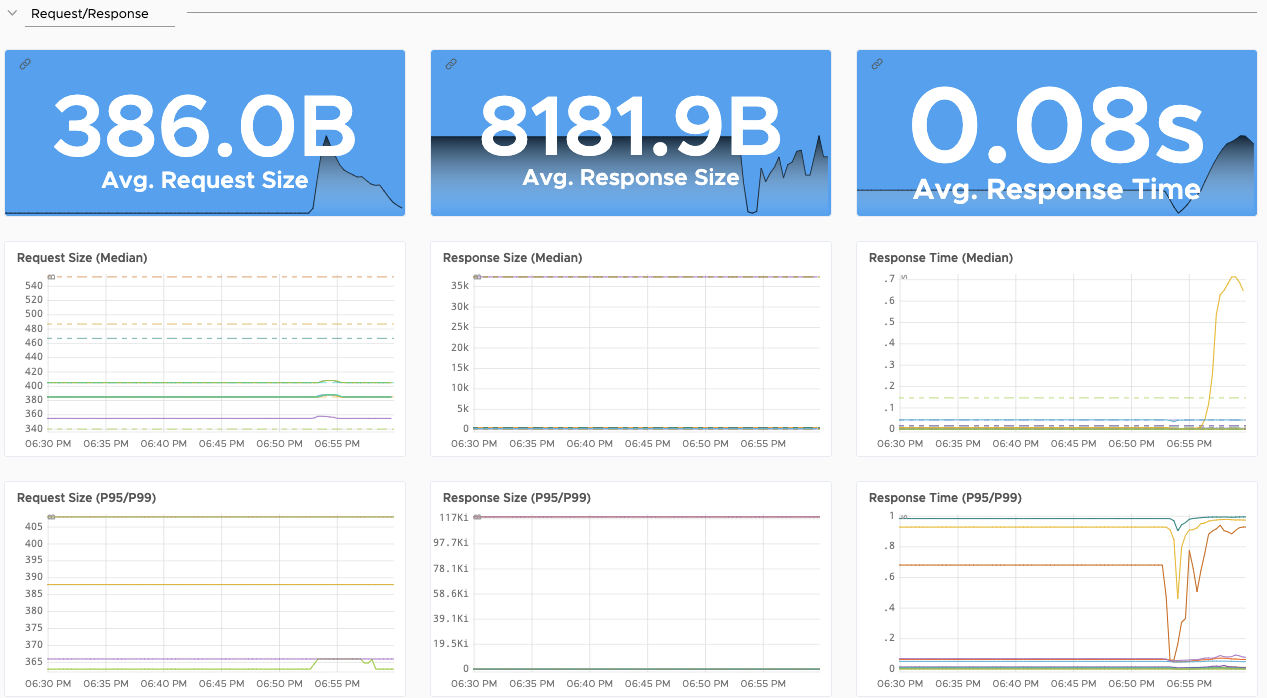 Request/Response
386.0B
Avg. Request Size
8181.9B
Avg. Response Size
0.08s
Avg. Response Time
Request Size (Median)
B
540
520
500
480
460
440
420
400
380
360
340
06:30 PM 06:35 PM 06:40 PM 06:45 PM 06:50 PM 06:55 PM
Response Size (Median)
B
35k
30k
25k
20k
15k
10k
5k
0
06:30 PM 06:35 PM 06:40 PM 06:45 PM 06:50 PM 06:55 PM
Response Time (Median)
s
.7
.6
.5
.4
.3
.2
.1
0
06:30 PM 06:35 PM 06:40 PM 06:45 PM 06:50 PM 06:55 PM
Request Size (P95/P99)
B
405
400
395
390
385
380
375
370
365
06:30 PM 06:35 PM 06:40 PM 06:45 PM 06:50 PM 06:55 PM
Response Size (P95/P99)
B
117Ki
97.7Ki
78.1Ki
58.6Ki
39.1Ki
19.5Ki
0
06:30 PM 06:35 PM 06:40 PM 06:45 PM 06:50 PM 06:55 PM
Response Time (P95/P99)
s
1
.8
.6
.4
.2
0
06:30 PM 06:35 PM 06:40 PM 06:45 PM 06:50 PM 06:55 PM